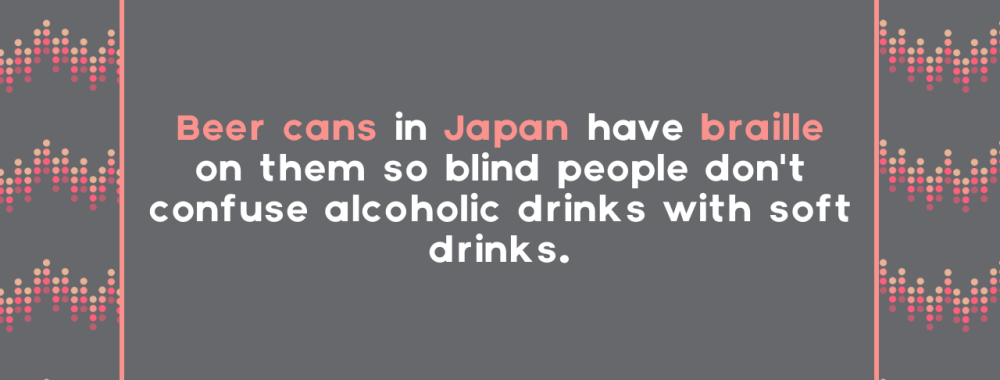 Beer cans in Japan have braille
on them so blind people don't
confuse alcoholic drinks with soft
drinks.